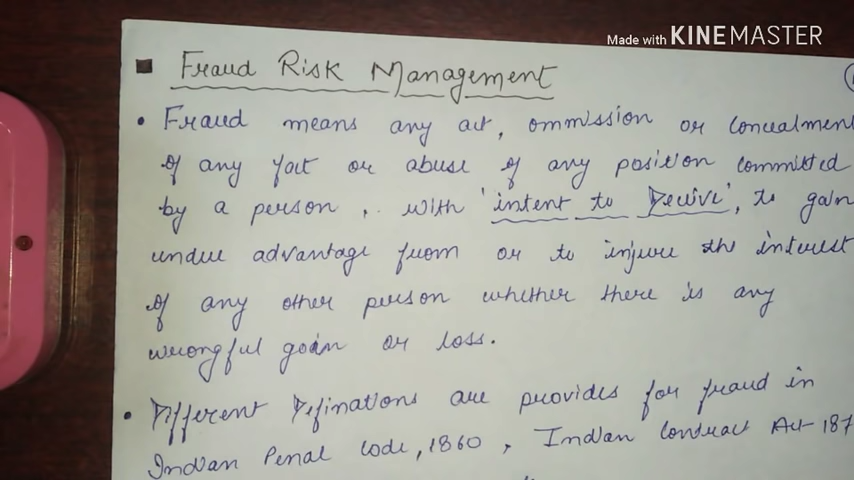 Made with KINEMASTER
Fraud Risk Management
• Fraud means any act, ommission or concealment
of any fact or abuse of any position committed
by a person, with 'intent to Deceive', to gain
undue advantage from or to injure the interest
of any other person whether there is any
wrongful goain or loss.
• Different Definations are provides for fraud in
Indian Penal Code, 1860, Indian Contract Act 187